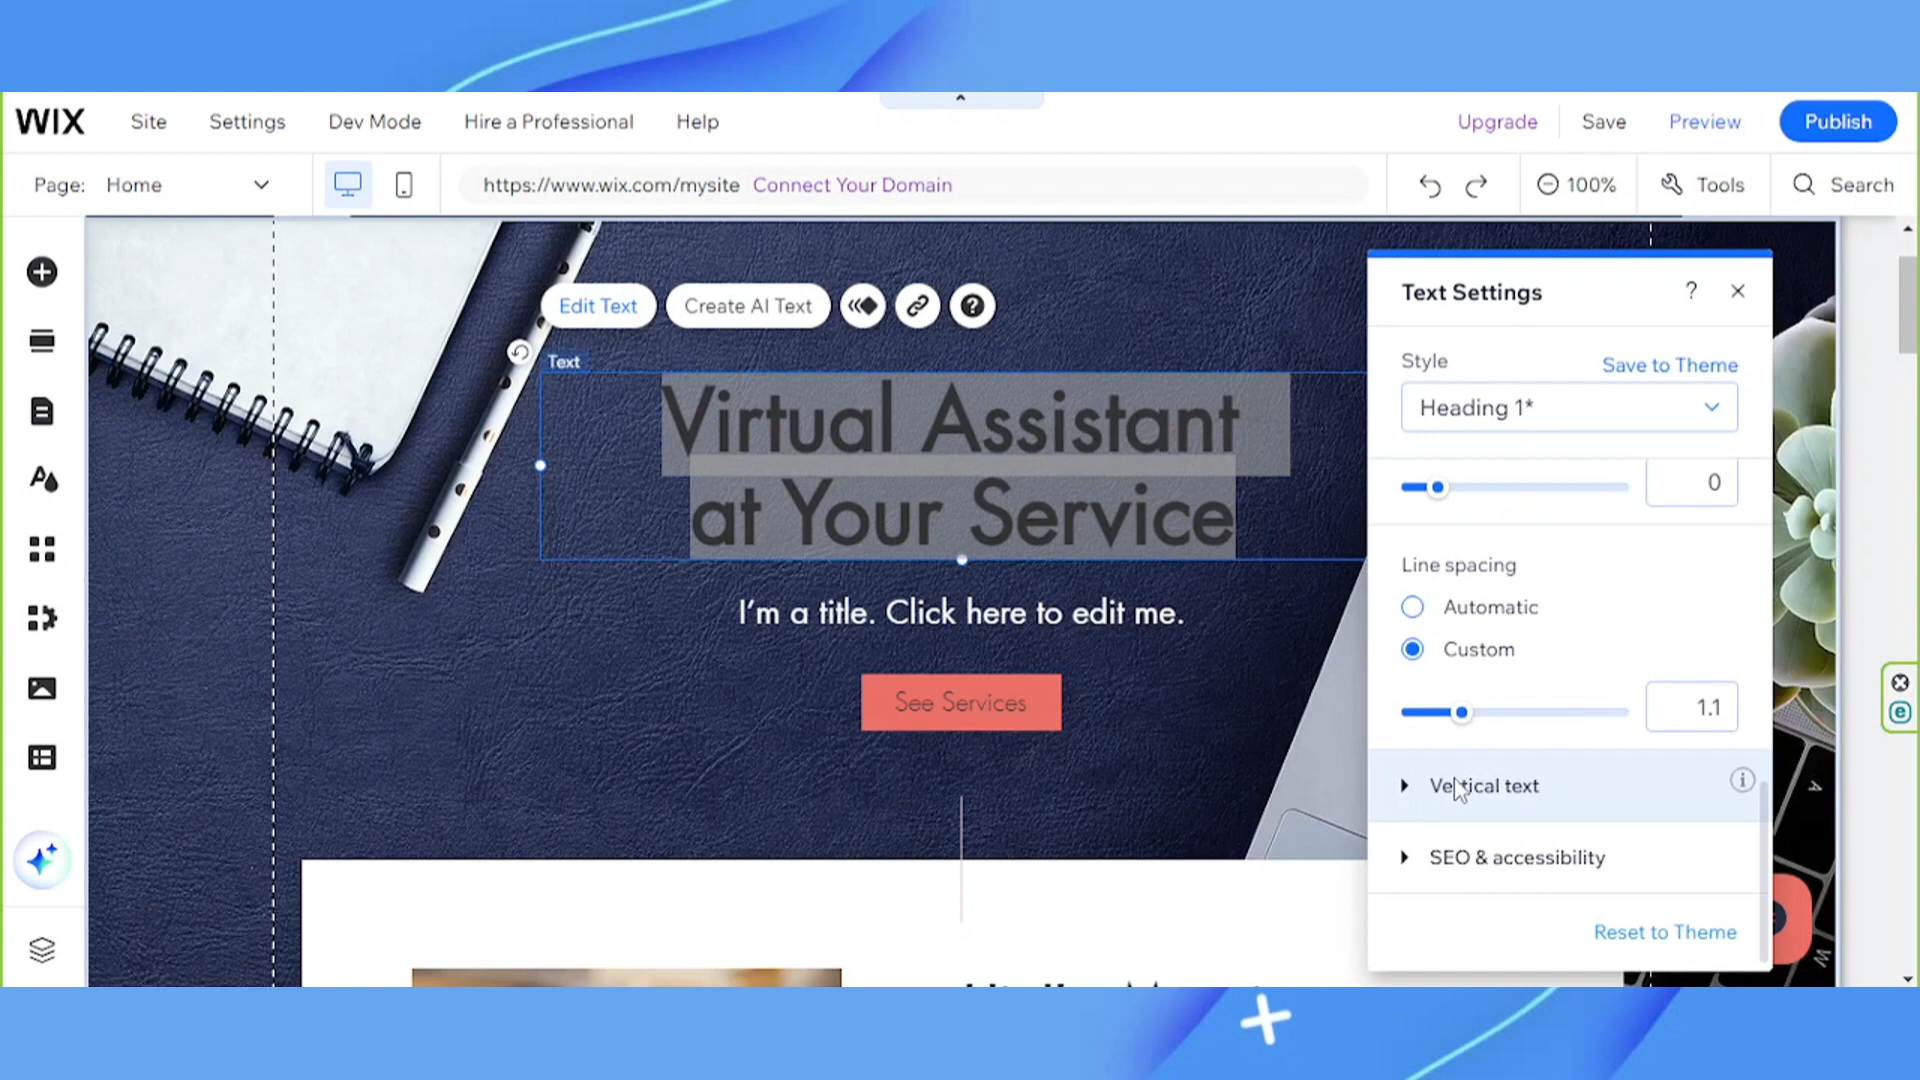 WIX Site Settings Dev Mode Hire a Professional Help Upgrade Save Preview Publish
Page: Home https://www.wix.com/mysite Connect Your Domain 100% Tools Search
Edit Text Create AI Text
Text
Virtual Assistant
at Your Service
I'm a title. Click here to edit me.
See Services
Text Settings ?
Style Save to Theme
Heading 1*
0
Line spacing
Automatic
Custom
1.1
Vertical text
SEO & accessibility
Reset to Theme
A
W